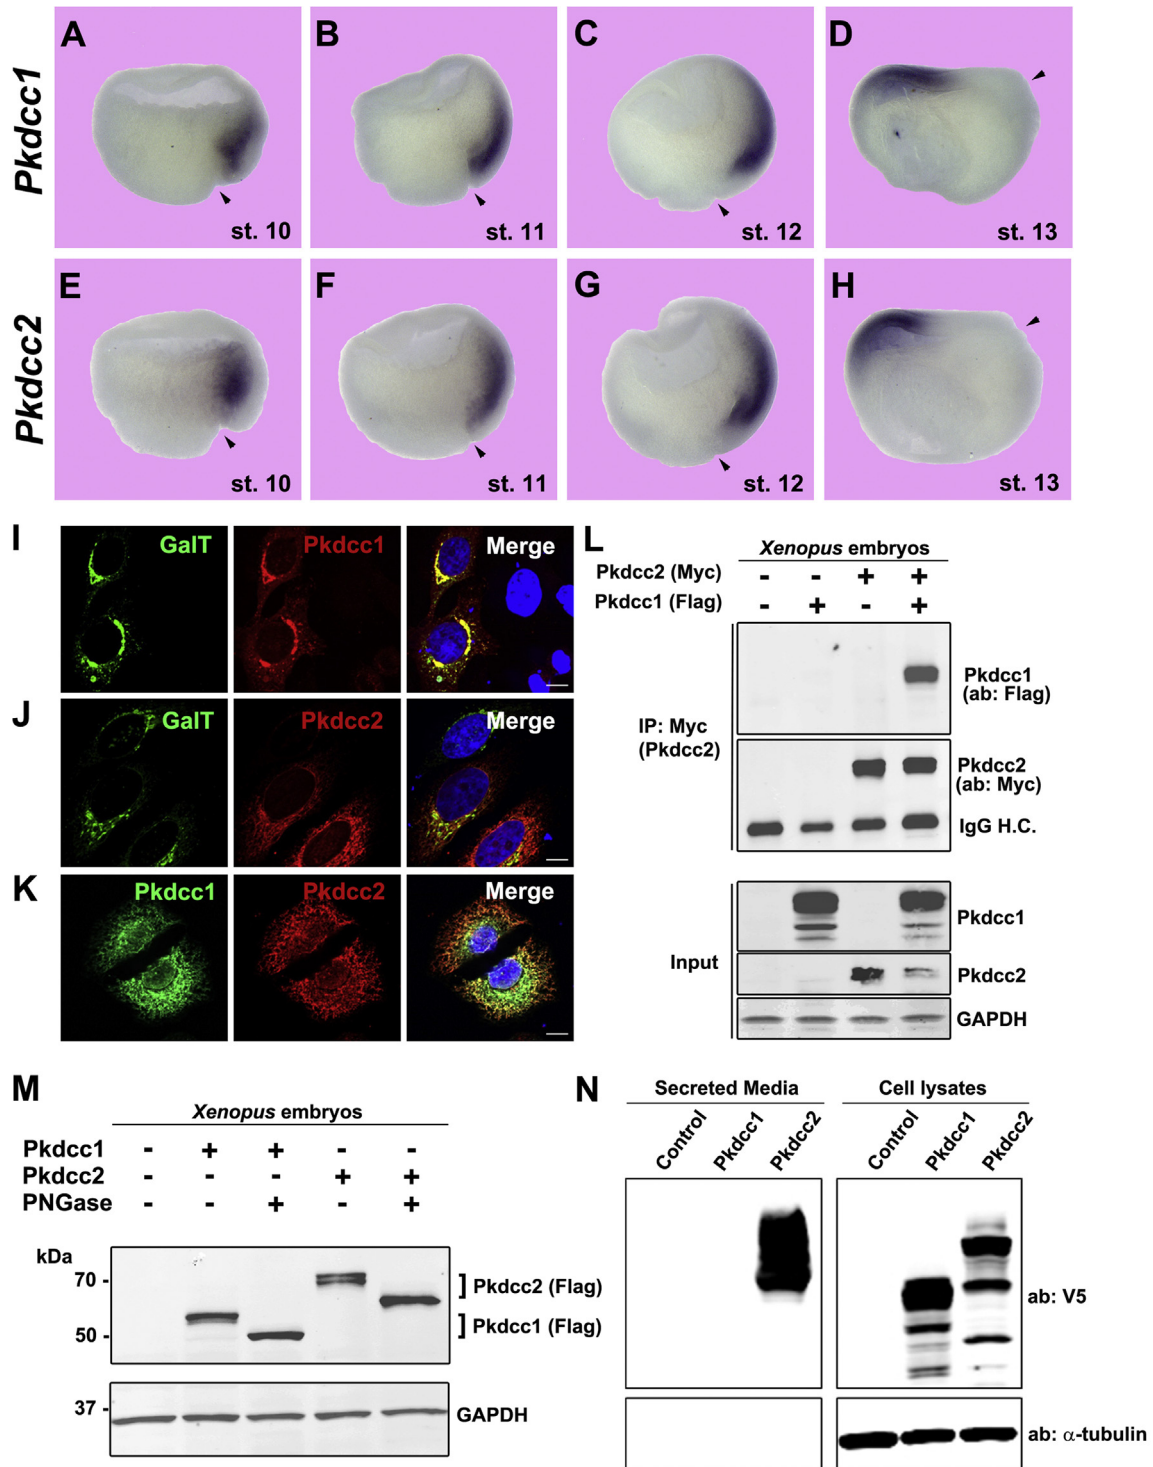 Pkdcc1
A
st. 10
B
st. 11
C
st. 12
D
st. 13
Pkdcc2
E
st. 10
F
st. 11
G
st. 12
H
st. 13
I
GalT
Pkdcc1
Merge
J
GalT
Pkdcc2
Merge
K
Pkdcc1
Pkdcc2
Merge
L
Xenopus embryos
Pkdcc2 (Myc) - - + +
Pkdcc1 (Flag) - + - +
IP: Myc
(Pkdcc2)
Pkdcc1
(ab: Flag)
Pkdcc2
(ab: Myc)
IgG H.C.
Input
Pkdcc1
Pkdcc2
GAPDH
M
Xenopus embryos
Pkdcc1 - + + - -
Pkdcc2 - - - + +
PNGase - - + - +
kDa
70 -
50 -
Pkdcc2 (Flag)
Pkdcc1 (Flag)
37 -
GAPDH
N
Secreted Media
Control
Pkdcc1
Pkdcc2
Cell lysates
Control
Pkdcc1
Pkdcc2
ab: V5
ab: α-tubulin